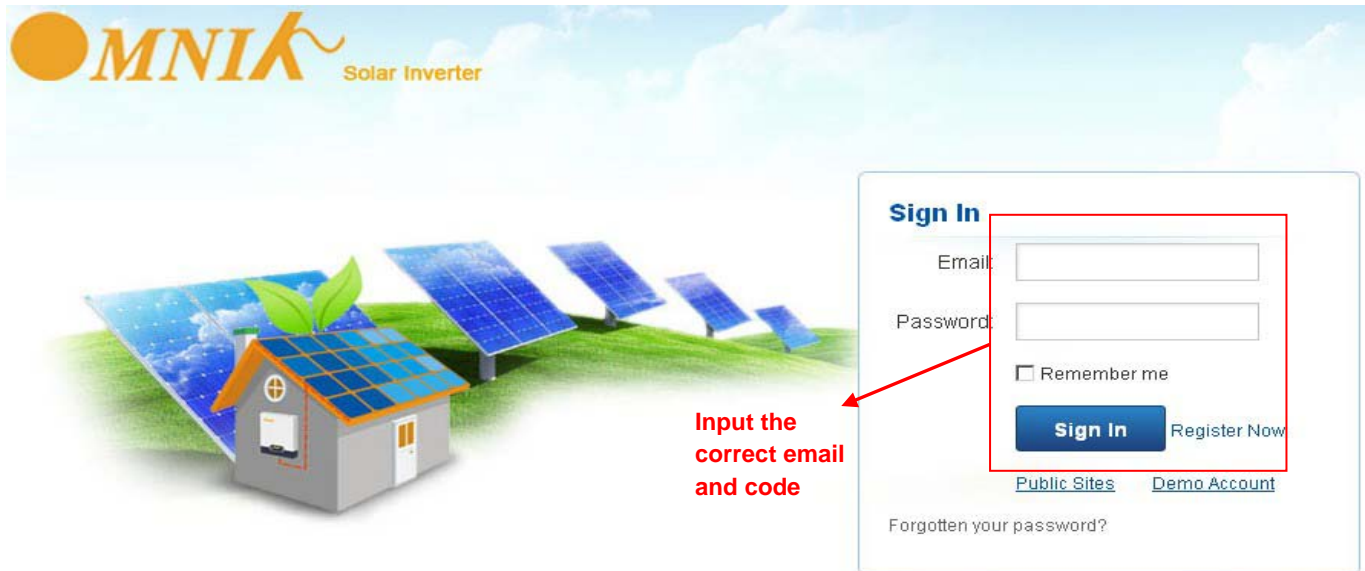 OMNIK
Solar Inverter
Sign In
Email:
Password:
Remember me
Sign In Register Now
Public Sites Demo Account
Forgotten your password?
Input the
correct email
and code